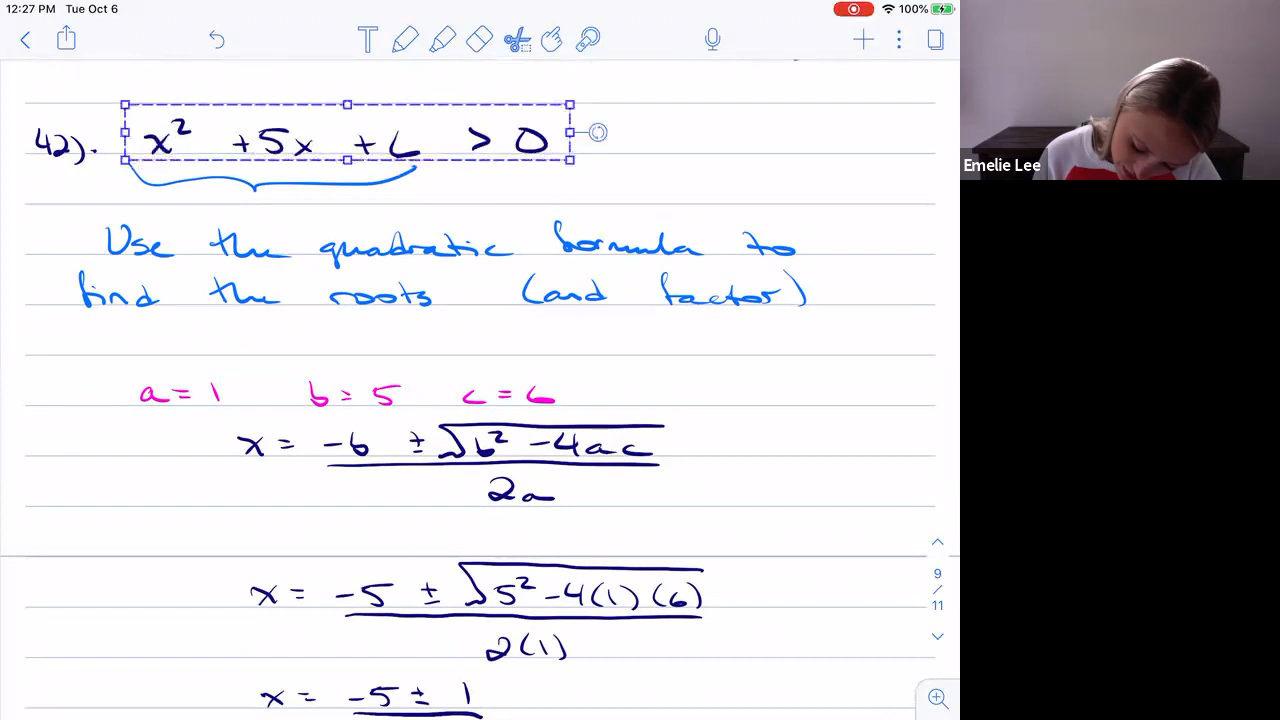 12:27 PM Tue Oct 6
100%
42). x² +5x +6 > 0
Emelie Lee
Use the quadratic formula to
find the roots (and factor)
a = 1 b = 5 c = 6
x = -b ± √b² -4ac
2a
x = -5 ± √5² -4(1)(6)
2(1)
x = -5 ± 1
9
/
11